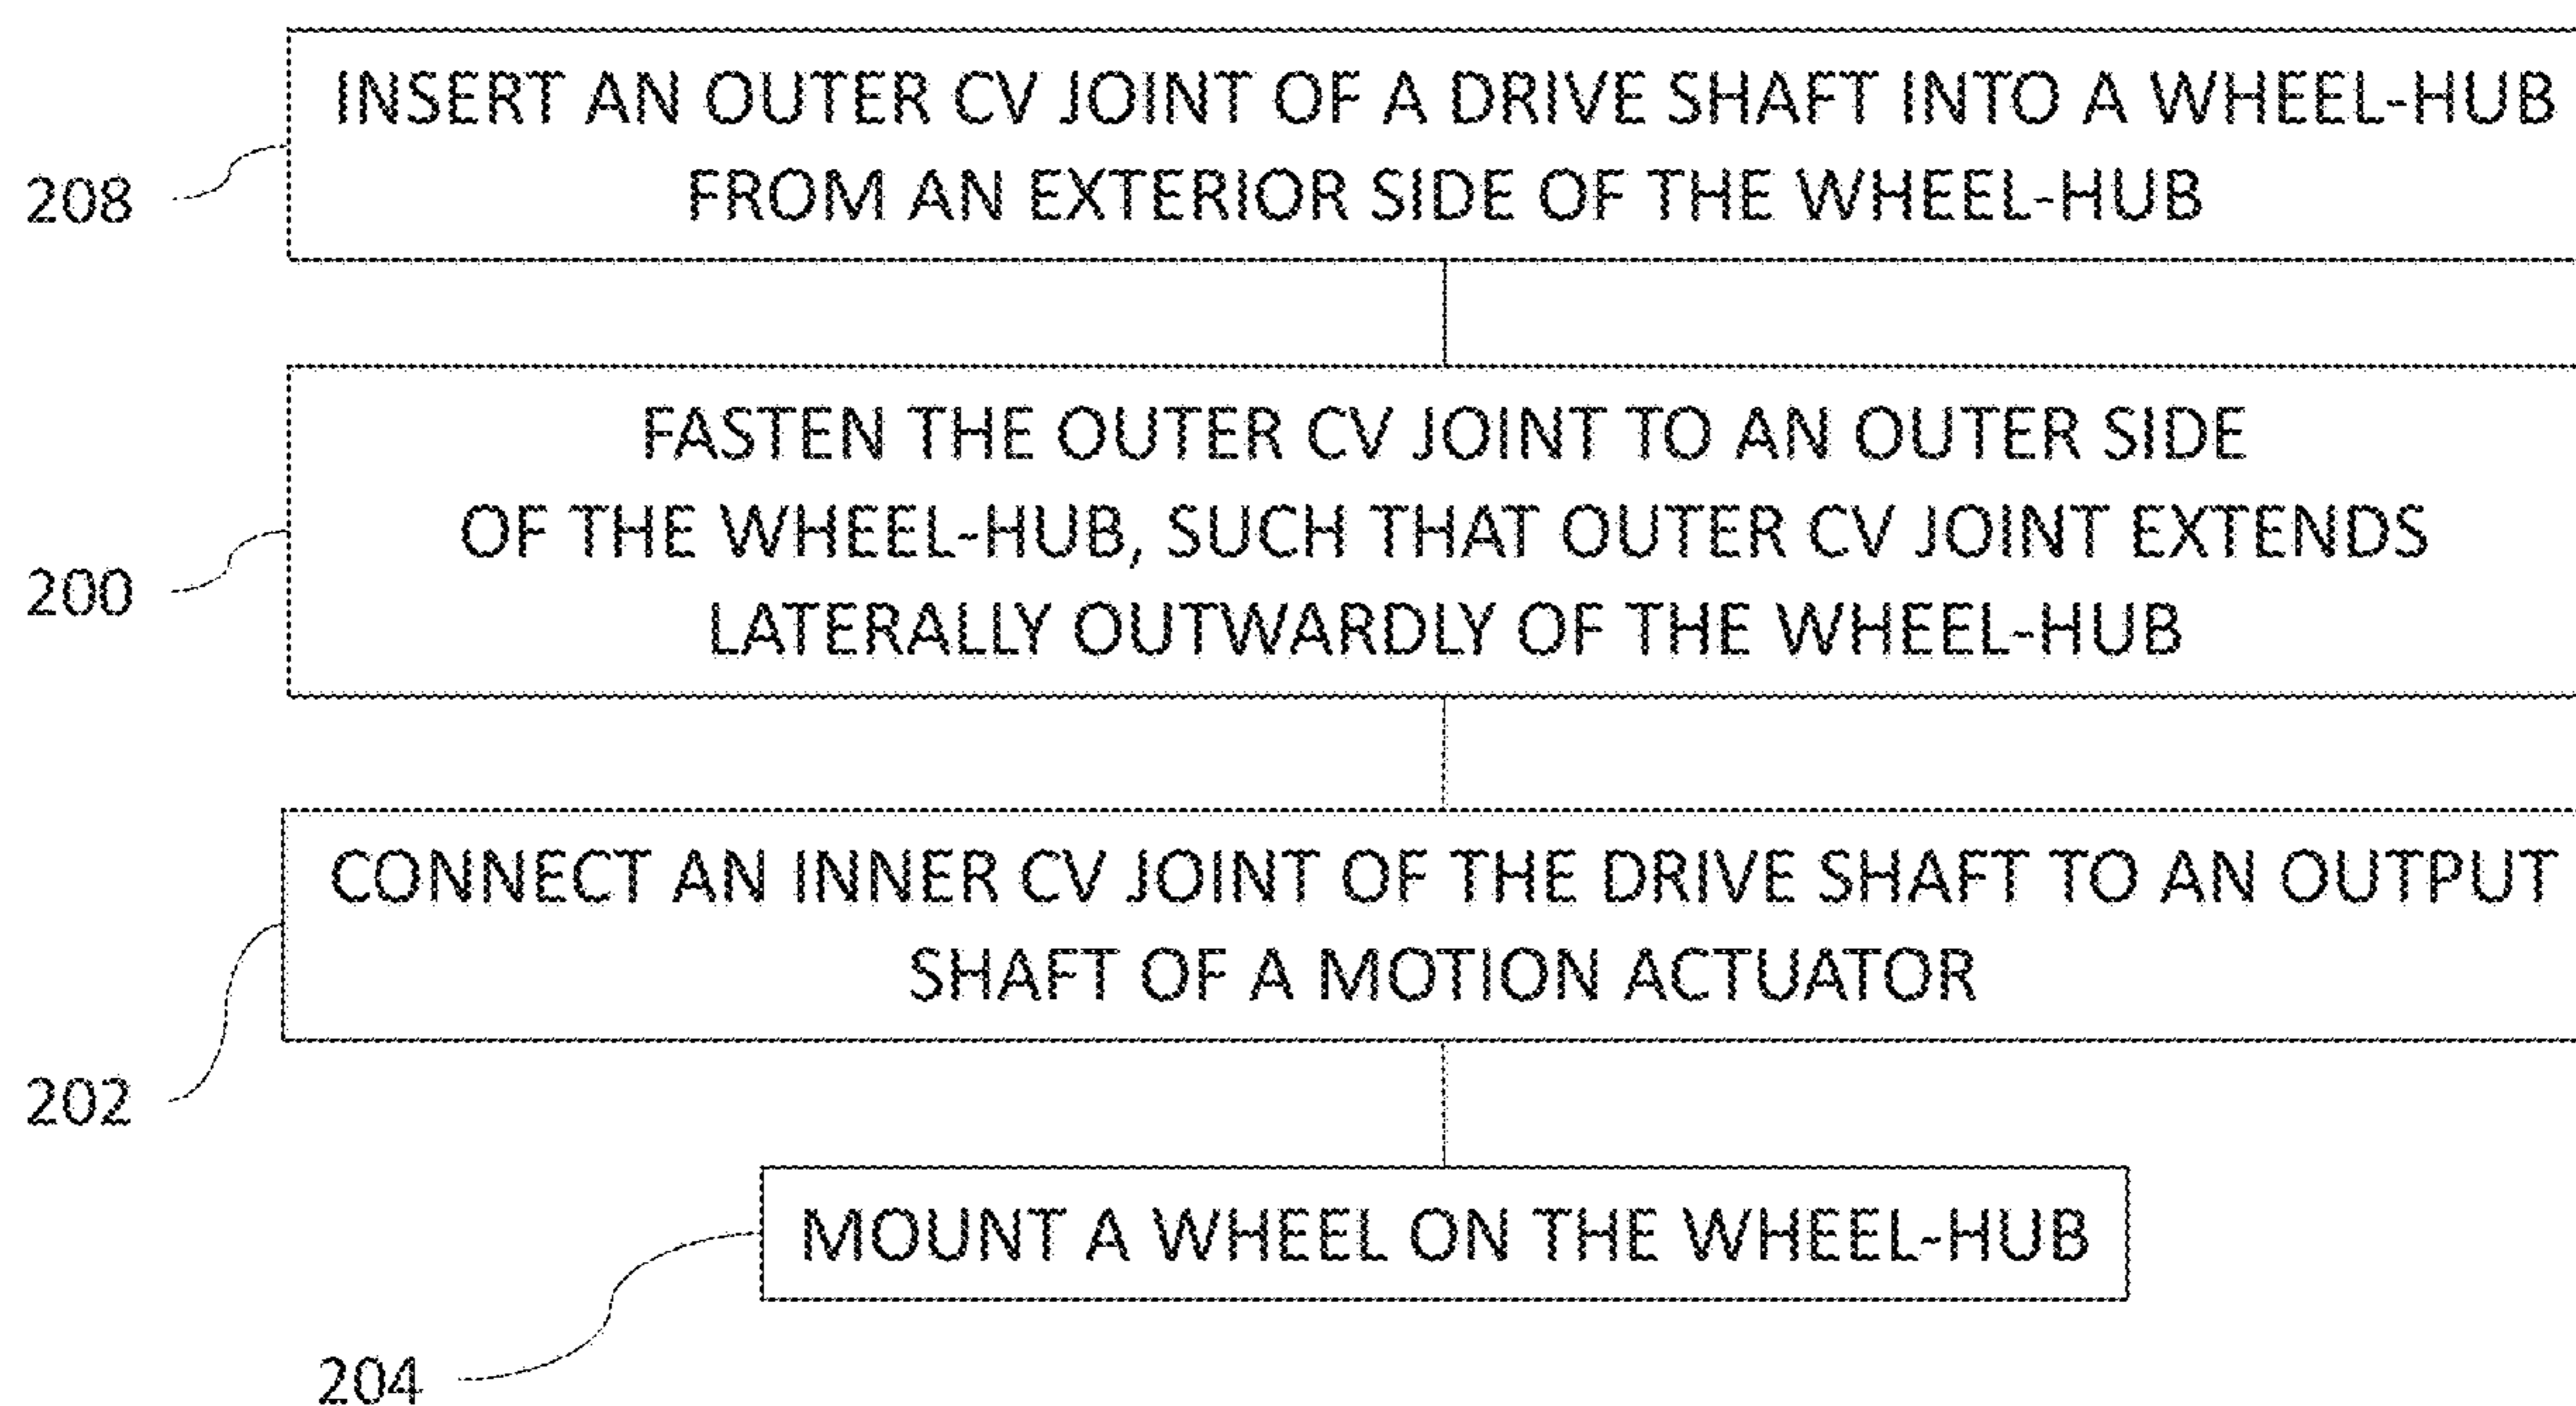 INSERT AN OUTER CV JOINT OF A DRIVE SHAFT INTO A WHEEL-HUB
FROM AN EXTERIOR SIDE OF THE WHEEL-HUB
208
FASTEN THE OUTER CV JOINT TO AN OUTER SIDE
OF THE WHEEL-HUB, SUCH THAT OUTER CV JOINT EXTENDS
LATERALLY OUTWARDLY OF THE WHEEL-HUB
200
CONNECT AN INNER CV JOINT OF THE DRIVE SHAFT TO AN OUTPUT
SHAFT OF A MOTION ACTUATOR
202
MOUNT A WHEEL ON THE WHEEL-HUB
204